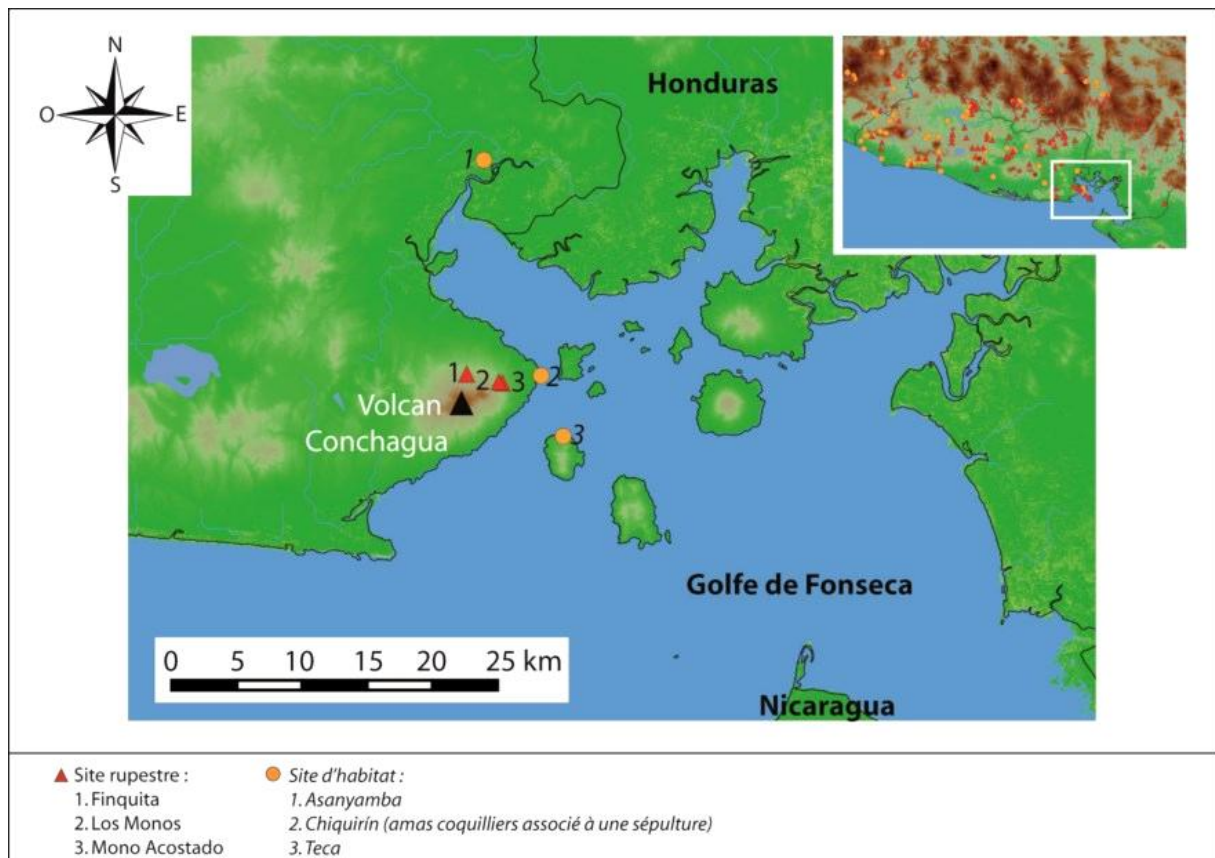 N
O
E
S
Honduras
1
1
2
3
2
Volcan
Conchagua
3
Golfe de Fonseca
0 5 10 15 20 25 km
Nicaragua
Site rupestre :
1. Finquita
2. Los Monos
3. Mono Acostado
Site d'habitat :
1. Asanyamba
2. Chiquirín (amas coquilliers associé à une sépulture)
3. Teca